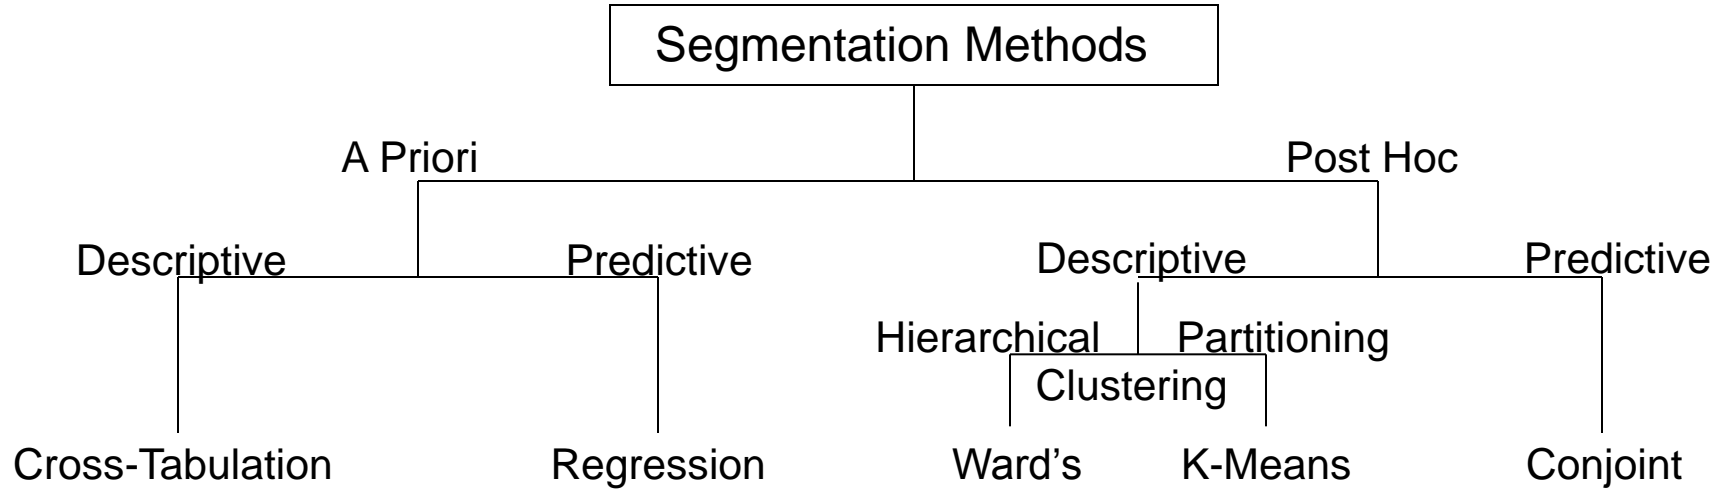 Segmentation Methods
A Priori
Post Hoc
Descriptive
Predictive
Descriptive
Predictive
Hierarchical
Partitioning
Clustering
Cross-Tabulation
Regression
Ward’s
K-Means
Conjoint